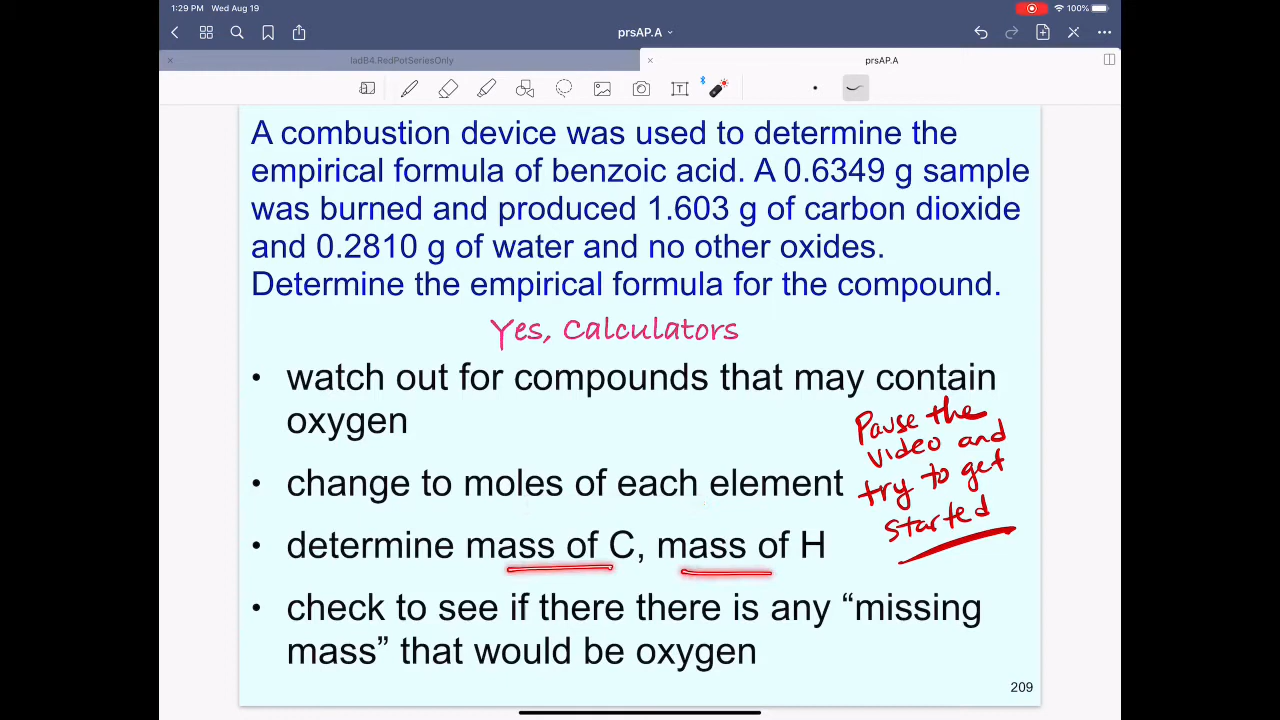 1:29 PM Wed Aug 19
100%
prsAP.A
ladB4.RedPotSeriesOnly
prsAP.A
A combustion device was used to determine the
empirical formula of benzoic acid. A 0.6349 g sample
was burned and produced 1.603 g of carbon dioxide
and 0.2810 g of water and no other oxides.
Determine the empirical formula for the compound.
Yes, Calculators
• watch out for compounds that may contain
oxygen
• change to moles of each element
• determine mass of C, mass of H
• check to see if there there is any “missing
mass” that would be oxygen
Pause the
video and
try to get
started
209